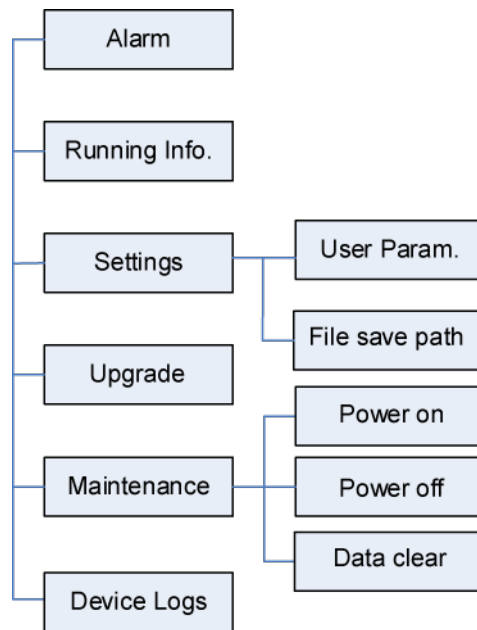 Alarm
Running Info.
Settings
User Param.
File save path
Upgrade
Maintenance
Power on
Power off
Data clear
Device Logs